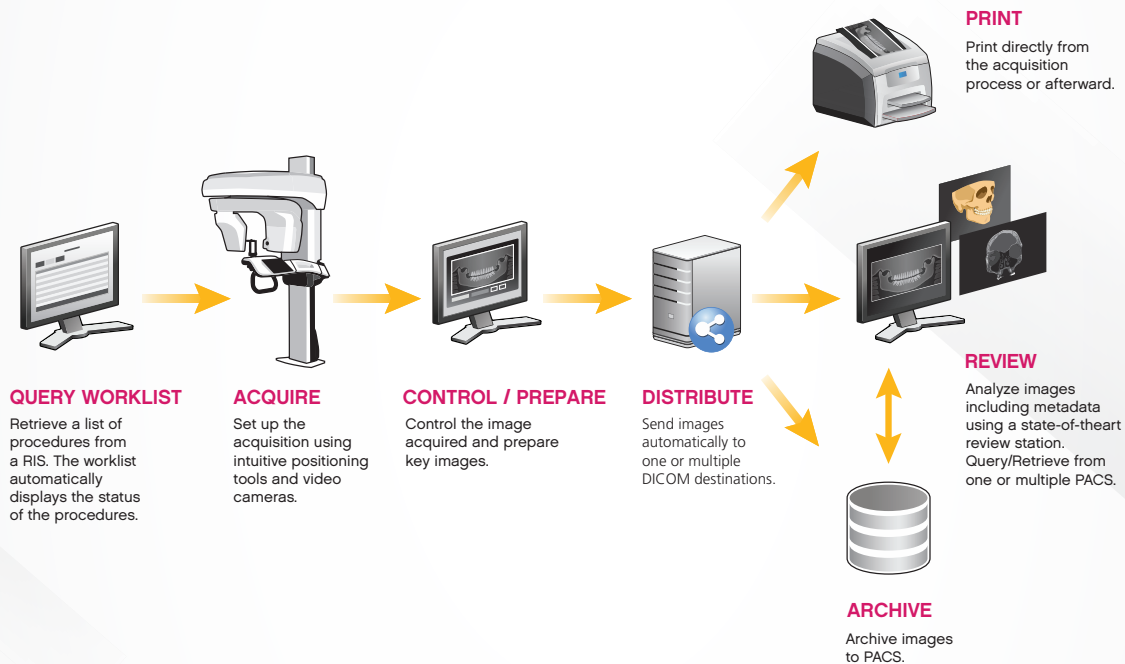 PRINT
Print directly from
the acquisition
process or afterward.
QUERY WORKLIST
Retrieve a list of
procedures from
a RIS. The worklist
automatically
displays the status
of the procedures.
ACQUIRE
Set up the
acquisition using
intuitive positioning
tools and video
cameras.
CONTROL / PREPARE
Control the image
acquired and prepare
key images.
DISTRIBUTE
Send images
automatically to
one or multiple
DICOM destinations.
REVIEW
Analyze images
including metadata
using a state-of-theart
review station.
Query/Retrieve from
one or multiple PACS.
ARCHIVE
Archive images
to PACS.